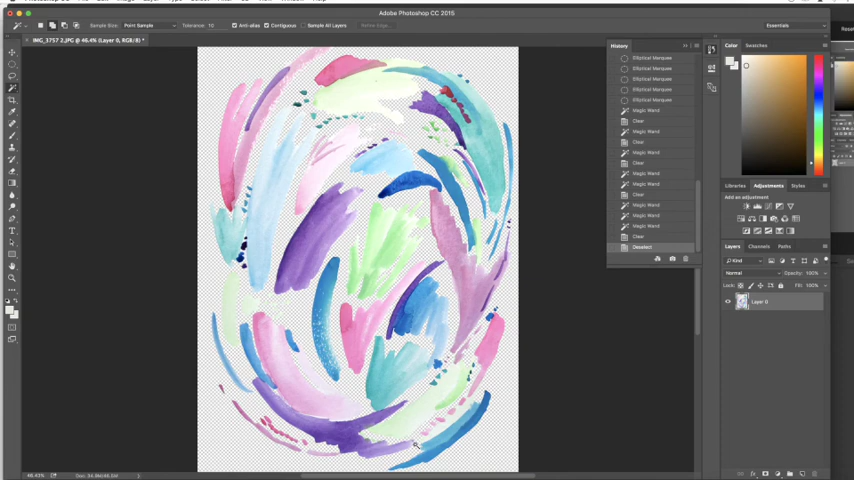 Adobe Photoshop CC 2015
Sample Size: Point Sample Tolerance: 10 Anti-alias Contiguous Sample All Layers Refine Edge... Essentials
IMG_3757 2.JPG @ 46.4% (Layer 0, RGB/8) *
History
Elliptical Marquee
Elliptical Marquee
Elliptical Marquee
Elliptical Marquee
Elliptical Marquee
Magic Wand
Clear
Magic Wand
Clear
Magic Wand
Clear
Magic Wand
Magic Wand
Clear
Magic Wand
Magic Wand
Magic Wand
Clear
Deselect
Color Swatches
Libraries Adjustments Styles
Add an adjustment
Layers Channels Paths
Kind
Normal Opacity: 100%
Lock: Fill: 100%
Layer 0